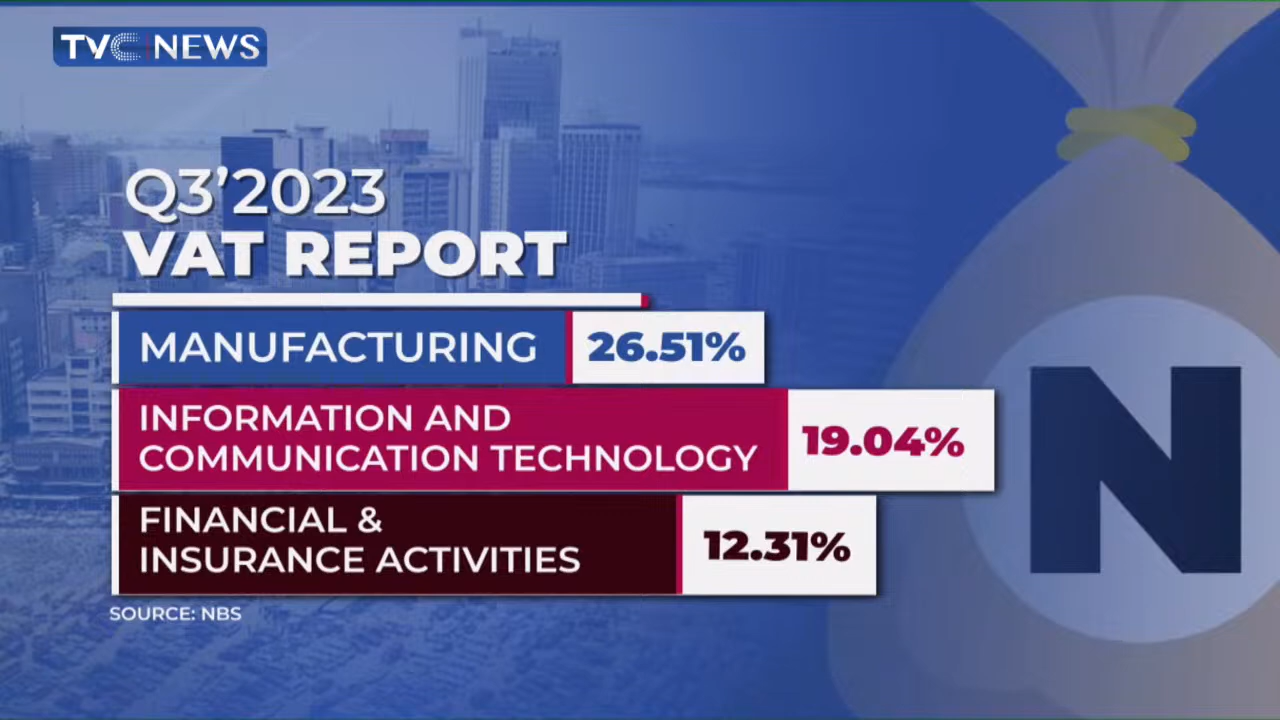 TVC NEWS
Q3'2023
VAT REPORT
MANUFACTURING 26.51%
INFORMATION AND
COMMUNICATION TECHNOLOGY 19.04%
FINANCIAL &
INSURANCE ACTIVITIES 12.31%
SOURCE: NBS
N